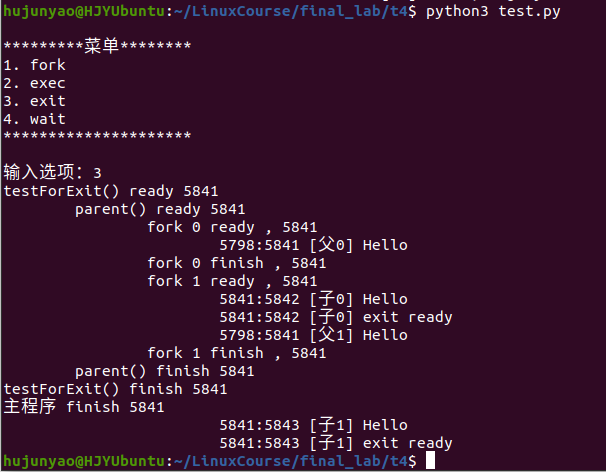 hujunyao@HJYUbuntu:~/LinuxCourse/final_lab/t4$ python3 test.py
*********菜单********
1. fork
2. exec
3. exit
4. wait
*********************
输入选项：3
testForExit() ready 5841
parent() ready 5841
fork 0 ready , 5841
5798:5841 [父0] Hello
fork 0 finish , 5841
fork 1 ready , 5841
5841:5842 [子0] Hello
5841:5842 [子0] exit ready
5798:5841 [父1] Hello
fork 1 finish , 5841
parent() finish 5841
testForExit() finish 5841
主程序 finish 5841
5841:5843 [子1] Hello
5841:5843 [子1] exit ready
hujunyao@HJYUbuntu:~/LinuxCourse/final_lab/t4$